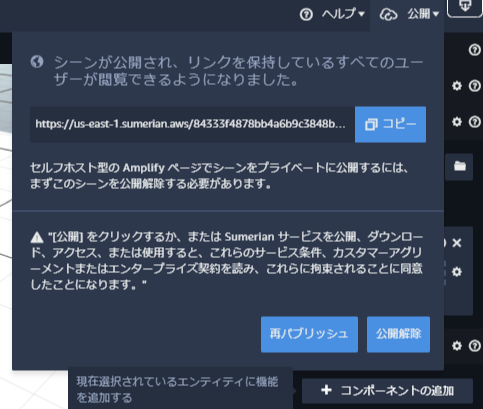 ヘルプ▾ 公開▾
シーンが公開され、リンクを保持しているすべてのユー
ザーが閲覧できるようになりました。
https://us-east-1.sumerian.aws/84333f4878bb4a6b9c3848b...
コピー
セルフホスト型の Amplify ページでシーンをプライベートに公開するには、
まずこのシーンを公開解除する必要があります。
"[公開] をクリックするか、または Sumerian サービスを公開、ダウンロー
ド、アクセス、または使用すると、これらのサービス条件、カスタマーアグリ
ーメントまたはエンタープライズ契約を読み、これらに拘束されることに同意
したことになります。"
再パブリッシュ
公開解除
現在選択されているエンティティに機能
を追加する
+ コンポーネントの追加